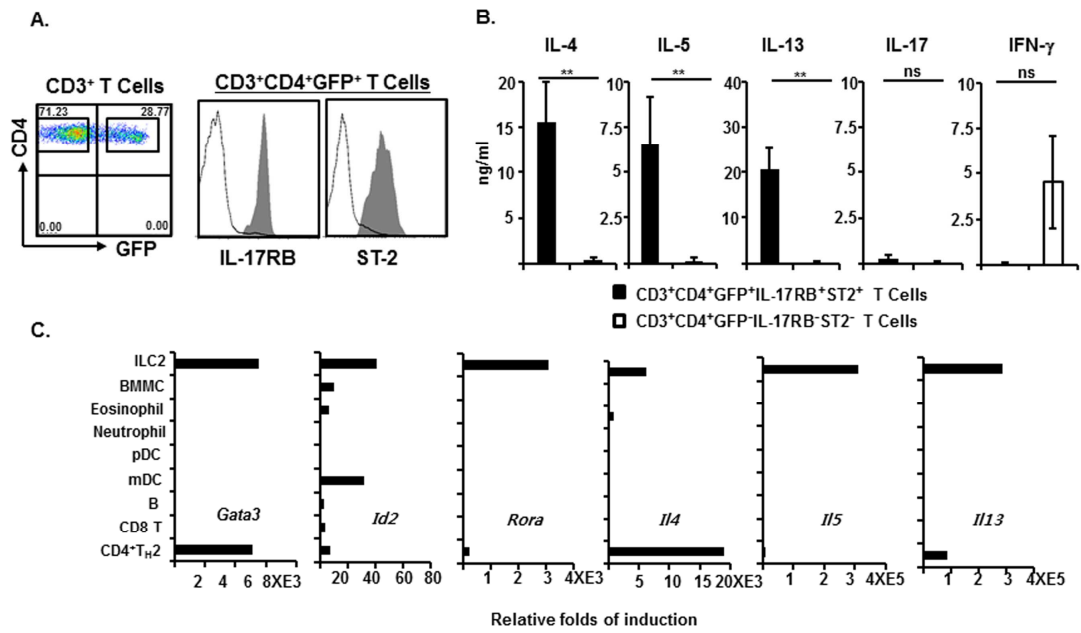 A.
CD3⁺ T Cells
71.23 28.77
0.00 0.00
CD4
GFP
CD3⁺CD4⁺GFP⁺ T Cells
IL-17RB ST-2
B.
IL-4 IL-5 IL-13 IL-17 IFN-γ
** ** ** ns ns
20 10 40 10 10
15 7.5 30 7.5 7.5
10 5 20 5 5
5 2.5 10 2.5 2.5
ng/ml
CD3⁺CD4⁺GFP⁺IL-17RB⁺ST2⁺ T Cells
CD3⁺CD4⁺GFP⁻IL-17RB⁻ST2⁻ T Cells
C.
ILC2
BMMC
Eosinophil
Neutrophil
pDC
mDC
B
CD8 T
CD4⁺TH2
Gata3 Id2 Rora Il4 Il5 Il13
2 4 6 8XE3
20 40 60 80
1 2 3 4XE3
5 10 15 20XE3
1 2 3 4XE5
1 2 3 4XE5
Relative folds of induction